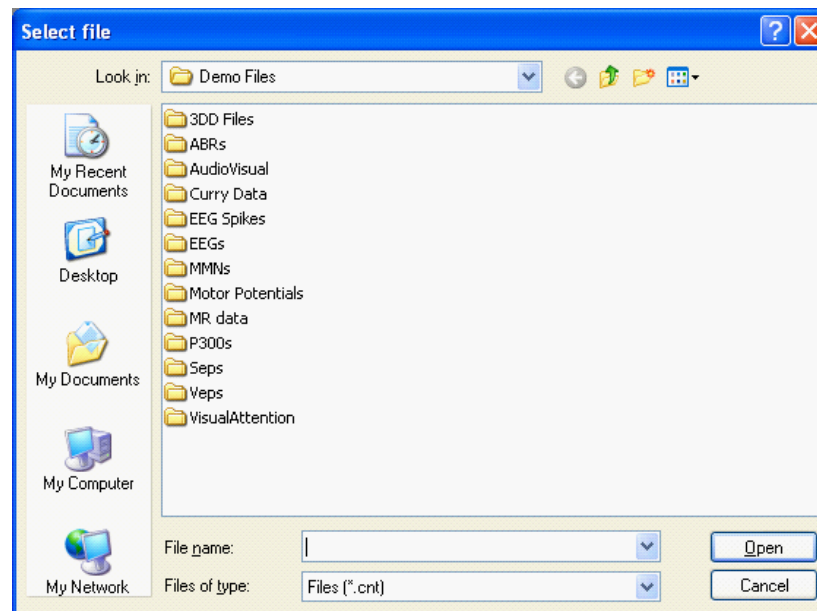 Select file
Look in: Demo Files
My Recent
Documents
Desktop
My Documents
My Computer
My Network
3DD Files
ABRs
AudioVisual
Curry Data
EEG Spikes
EEGs
MMNs
Motor Potentials
MR data
P300s
Seps
Veps
VisualAttention
File name:
Open
Files of type: Files (*.cnt)
Cancel